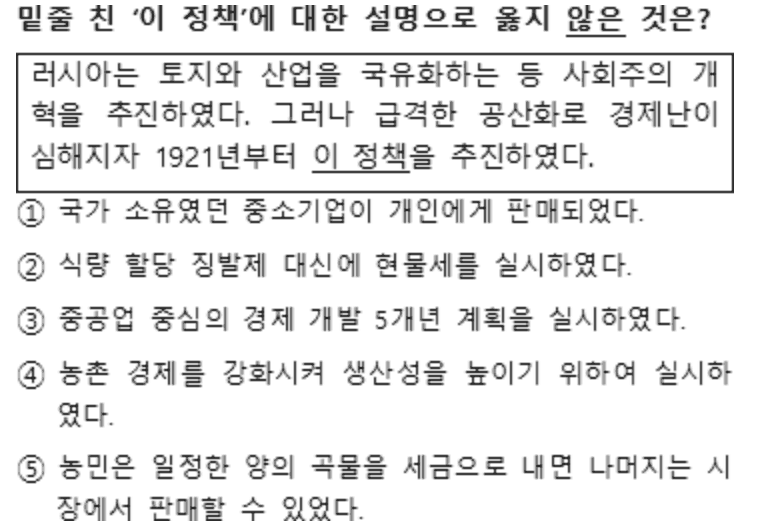 밑줄 친 '이 정책'에 대한 설명으로 옳지 않은 것은?
러시아는 토지와 산업을 국유화하는 등 사회주의 개
혁을 추진하였다. 그러나 급격한 공산화로 경제난이
심해지자 1921년부터 이 정책을 추진하였다.
① 국가 소유였던 중소기업이 개인에게 판매되었다.
② 식량 할당 징발제 대신에 현물세를 실시하였다.
③ 중공업 중심의 경제 개발 5개년 계획을 실시하였다.
④ 농촌 경제를 강화시켜 생산성을 높이기 위하여 실시하
였다.
⑤ 농민은 일정한 양의 곡물을 세금으로 내면 나머지는 시
장에서 판매할 수 있었다.